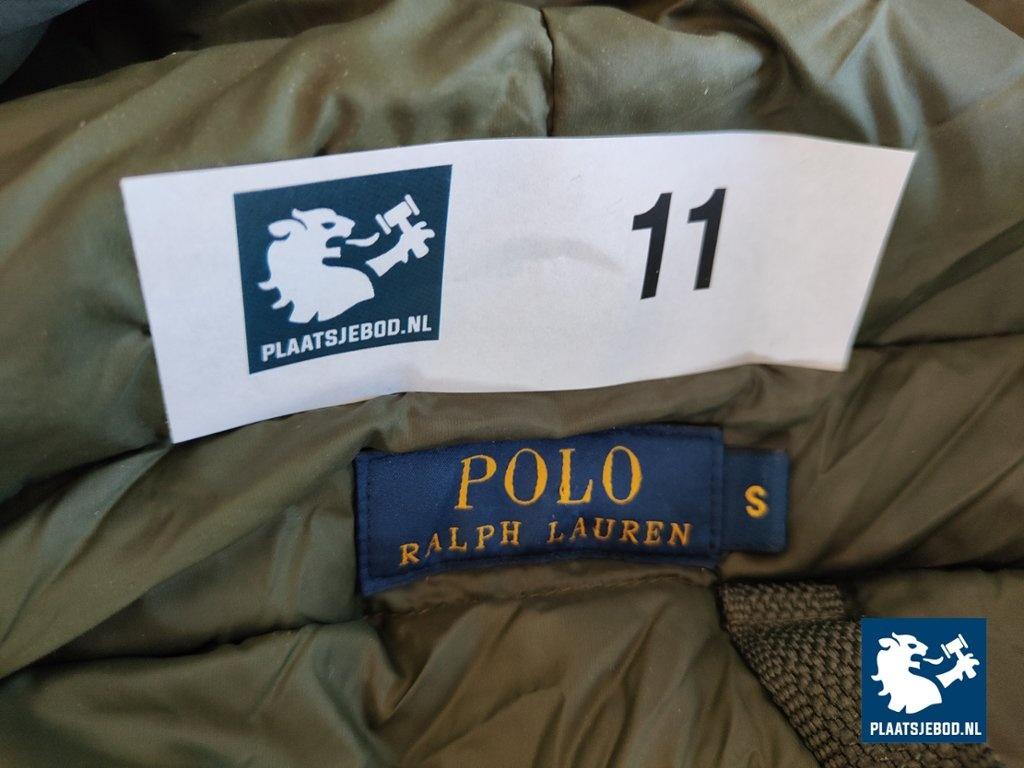 PLAATSJEBOD.NL
11
POLO
RALPH LAUREN
S
PLAATSJEBOD.NL